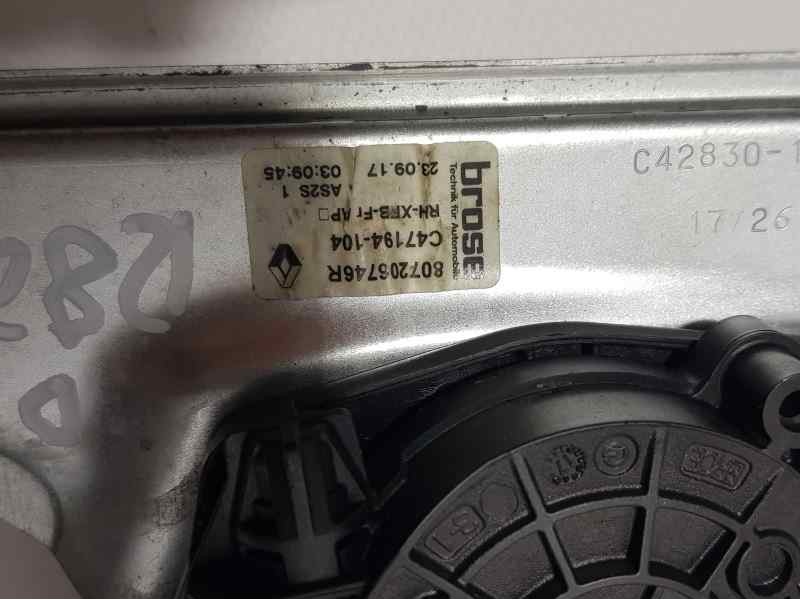 brose
Technik für Automobile
23.09.17
03:09:45
AS2S 1
RH-XFB-Fr AP□
C47194-104
807206746R
C42830-1
17/26